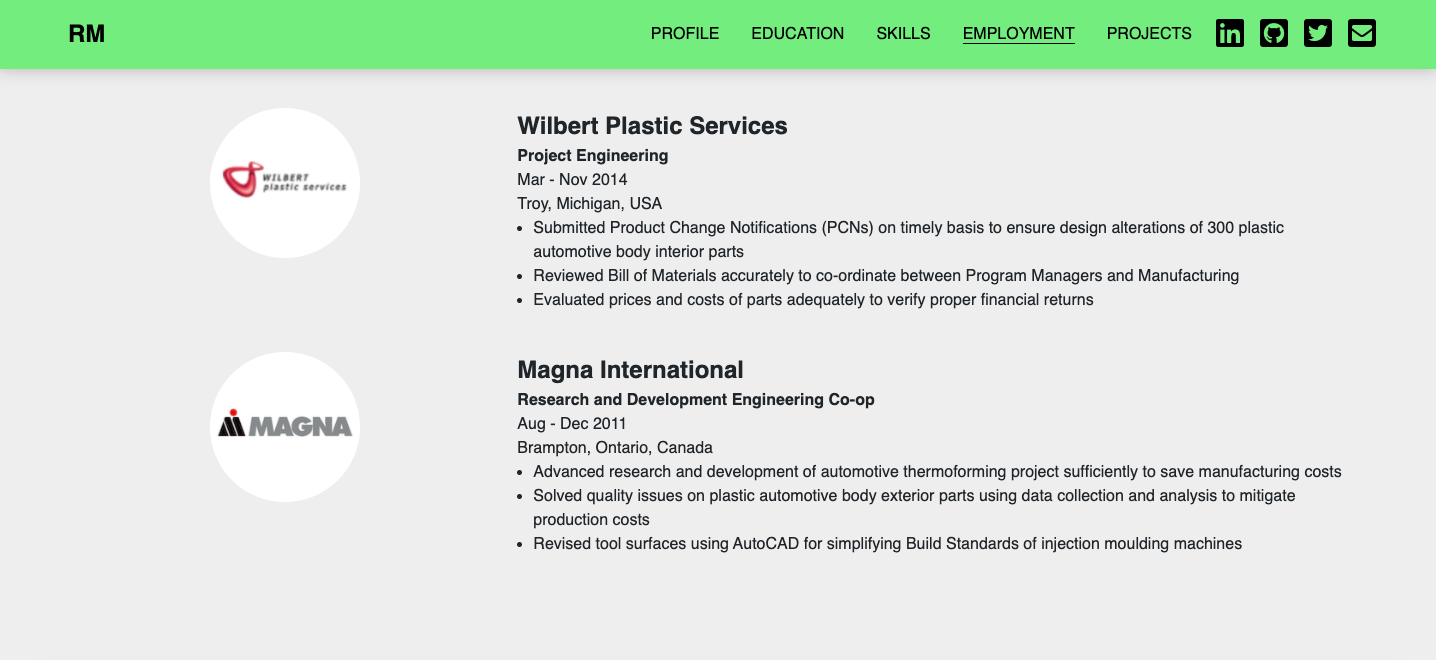 RM
PROFILE EDUCATION SKILLS EMPLOYMENT PROJECTS
WILBERT
plastic services
Wilbert Plastic Services
Project Engineering
Mar - Nov 2014
Troy, Michigan, USA
• Submitted Product Change Notifications (PCNs) on timely basis to ensure design alterations of 300 plastic
automotive body interior parts
• Reviewed Bill of Materials accurately to co-ordinate between Program Managers and Manufacturing
• Evaluated prices and costs of parts adequately to verify proper financial returns
MAGNA
Magna International
Research and Development Engineering Co-op
Aug - Dec 2011
Brampton, Ontario, Canada
• Advanced research and development of automotive thermoforming project sufficiently to save manufacturing costs
• Solved quality issues on plastic automotive body exterior parts using data collection and analysis to mitigate
production costs
• Revised tool surfaces using AutoCAD for simplifying Build Standards of injection moulding machines